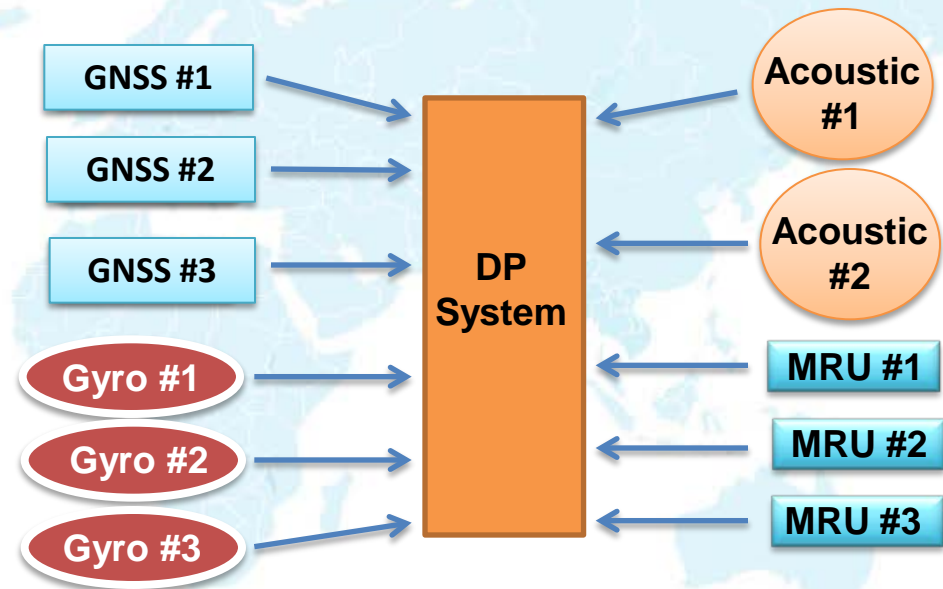 GNSS #1
GNSS #2
GNSS #3
Gyro #1
Gyro #2
Gyro #3
DP
System
Acoustic
#1
Acoustic
#2
MRU #1
MRU #2
MRU #3